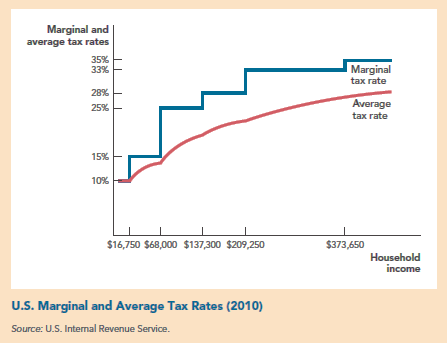 Marginal and
average tax rates
35%
33%
28%
25%
15%
10%
Marginal
tax rate
Average
tax rate
$16,750 $68,000 $137,300 $209,250 $373,650
Household
income
U.S. Marginal and Average Tax Rates (2010)
Source: U.S. Internal Revenue Service.